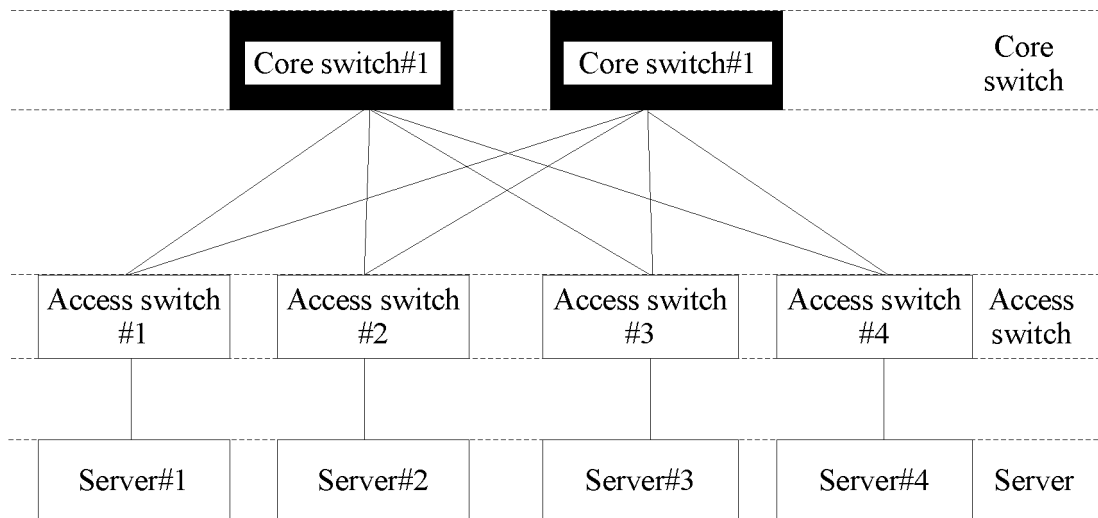 Core switch#1
Core switch#1
Core
switch
Access switch
#1
Access switch
#2
Access switch
#3
Access switch
#4
Access
switch
Server#1
Server#2
Server#3
Server#4
Server